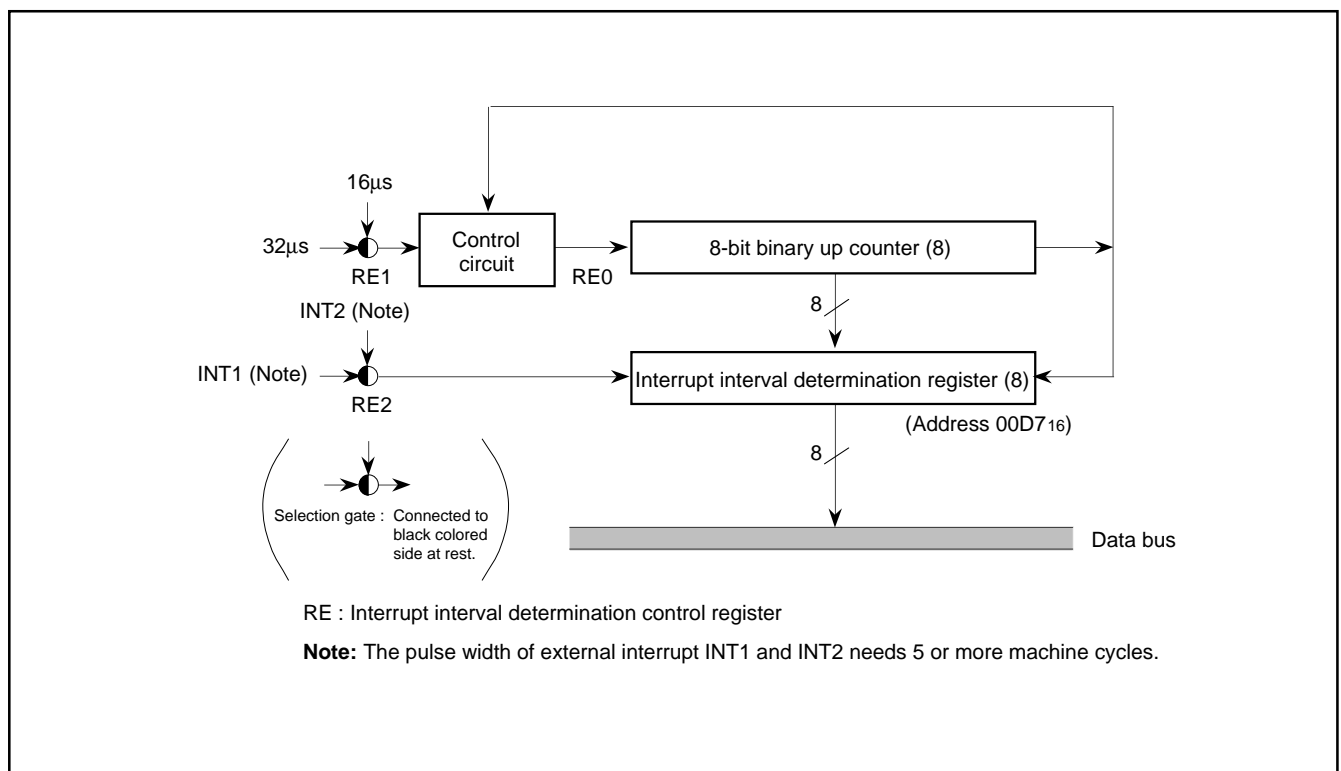 16μs
32μs
RE1
Control
circuit
RE0
8-bit binary up counter (8)
INT2 (Note)
8
INT1 (Note)
RE2
Interrupt interval determination register (8)
(Address 00D716)
8
Selection gate : Connected to
black colored
side at rest.
Data bus
RE : Interrupt interval determination control register
Note: The pulse width of external interrupt INT1 and INT2 needs 5 or more machine cycles.